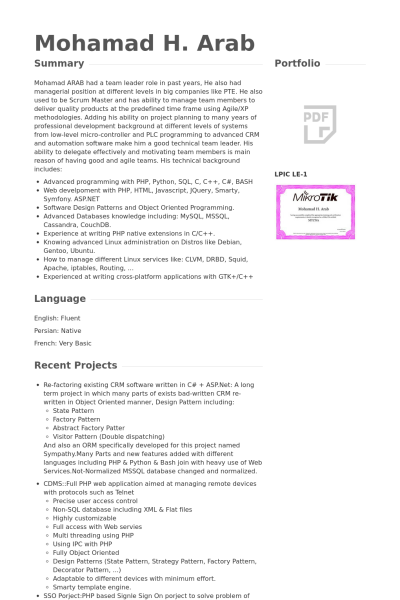 Mohamad H. Arab
Summary
Mohamad ARAB had a team leader role in past years, He also had
managerial position at different levels in big companies like PTE. He also
used to be Scrum Master and has ability to manage team members to
deliver quality products at the predefined time frame using Agile/XP
methodologies. Adding his ability on project planning to many years of
professional development background at different levels of systems
from low-level micro-controller and PLC programming to advanced CRM
and automation software make him a good technical team leader. His
ability to delegate effectively and motivating team members is main
reason of having good and agile teams. His technical background
includes:
• Advanced programming with PHP, Python, SQL, C, C++, C#, BASH
• Web development with PHP, HTML, Javascript, JQuery, Smarty,
Symfony. ASP.NET
• Software Design Patterns and Object Oriented Programming.
• Advanced Databases knowledge including: MySQL, MSSQL,
Cassandra, CouchDB.
• Experience at writing PHP native extensions in C/C++.
• Knowing advanced Linux administration on Distros like Debian,
Gentoo, Ubuntu.
• How to manage different Linux services like: CLVM, DRBD, Squid,
Apache, iptables, Routing, ...
• Experienced at writing cross-platform applications with GTK+/C++
Language
English: Fluent
Persian: Native
French: Very Basic
Recent Projects
• Re-factoring existing CRM software written in C# + ASP.Net: A long
term project in which many parts of exists bad-written CRM re-
written in Object Oriented manner, Design Pattern including:
◦ State Pattern
◦ Factory Pattern
◦ Abstract Factory Patter
◦ Visitor Pattern (Double dispatching)
And also an ORM specifically developed for this project named
Sympathy.Many Parts and new features added with different
languages including PHP & Python & Bash join with heavy use of Web
Services.Not-Normalized MSSQL database changed and normalized.
• CDMS::Full PHP web application aimed at managing remote devices
with protocols such as Telnet
◦ Precise user access control
◦ Non-SQL database including XML & Flat files
◦ Highly customizable
◦ Full access with Web servies
◦ Multi threading using PHP
◦ Using IPC with PHP
◦ Fully Object Oriented
◦ Design Patterns (State Pattern, Strategy Pattern, Factory Pattern,
Decorator Pattern, ...)
◦ Adaptable to different devices with minimum effort.
◦ Smarty template engine.
• SSO Porject:PHP based Signle Sign On porject to solve problem of
Portfolio
PDF
LPIC LE-1
MikroTik
Mohamad H. Arab